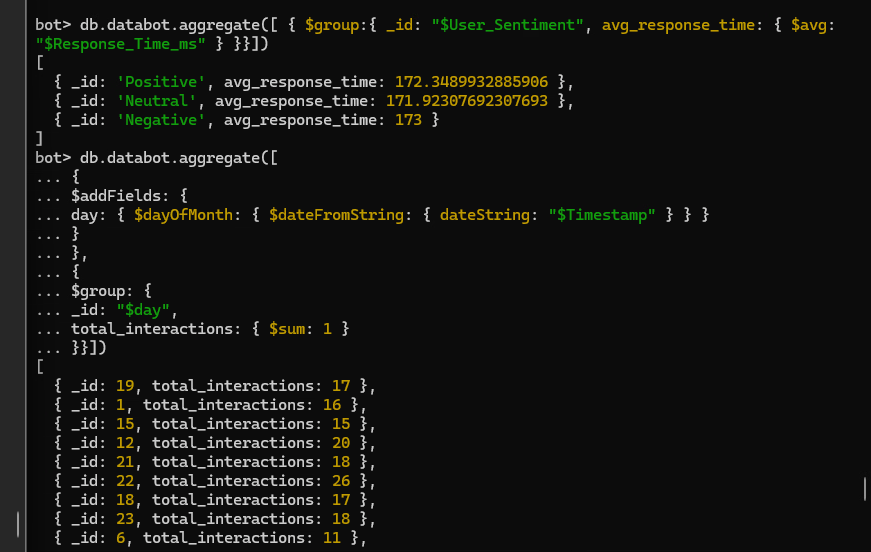 bot> db.databot.aggregate([ { $group:{ _id: "$User_Sentiment", avg_response_time: { $avg:
"$Response_Time_ms" } }}])
[
  { _id: 'Positive', avg_response_time: 172.3489932885906 },
  { _id: 'Neutral', avg_response_time: 171.92307692307693 },
  { _id: 'Negative', avg_response_time: 173 }
]
bot> db.databot.aggregate([
... {
... $addFields: {
... day: { $dayOfMonth: { $dateFromString: { dateString: "$Timestamp" } } }
... }
... },
... {
... $group: {
... _id: "$day",
... total_interactions: { $sum: 1 }
... }}])
[
  { _id: 19, total_interactions: 17 },
  { _id: 1, total_interactions: 16 },
  { _id: 15, total_interactions: 15 },
  { _id: 12, total_interactions: 20 },
  { _id: 21, total_interactions: 18 },
  { _id: 22, total_interactions: 26 },
  { _id: 18, total_interactions: 17 },
  { _id: 23, total_interactions: 18 },
  { _id: 6, total_interactions: 11 },